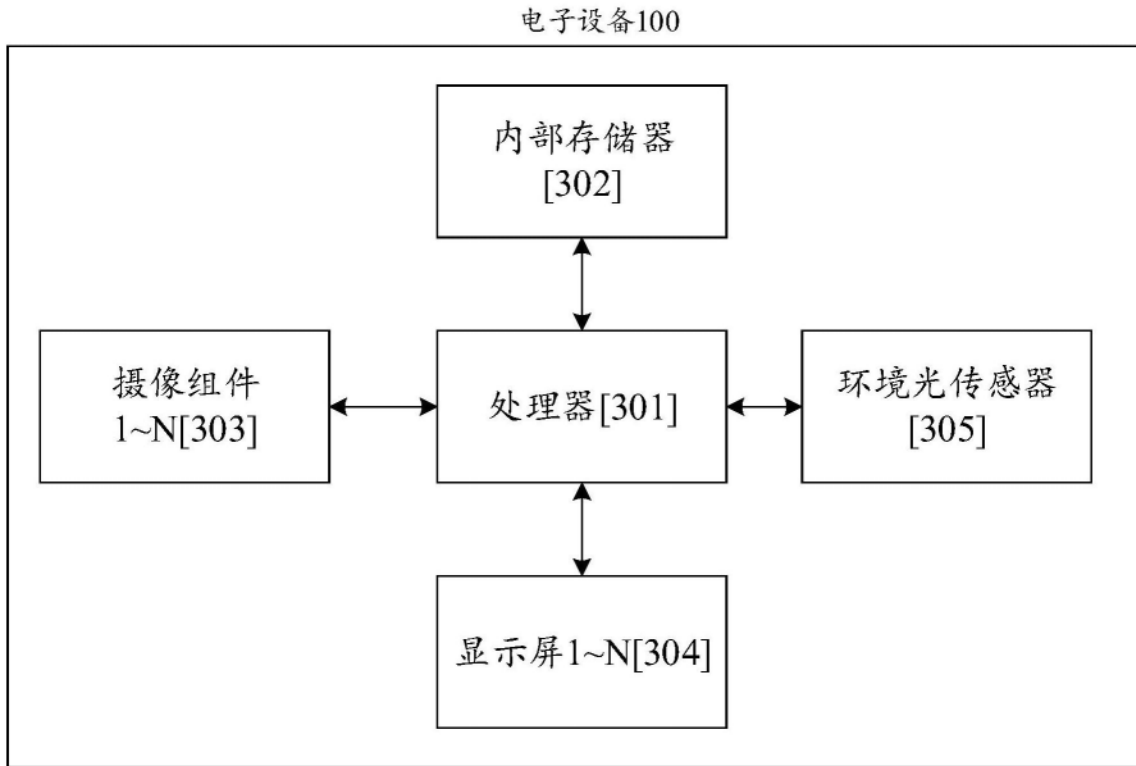 电子设备100
内部存储器
[302]
摄像组件
1~N[303]
处理器[301]
环境光传感器
[305]
显示屏1~N[304]